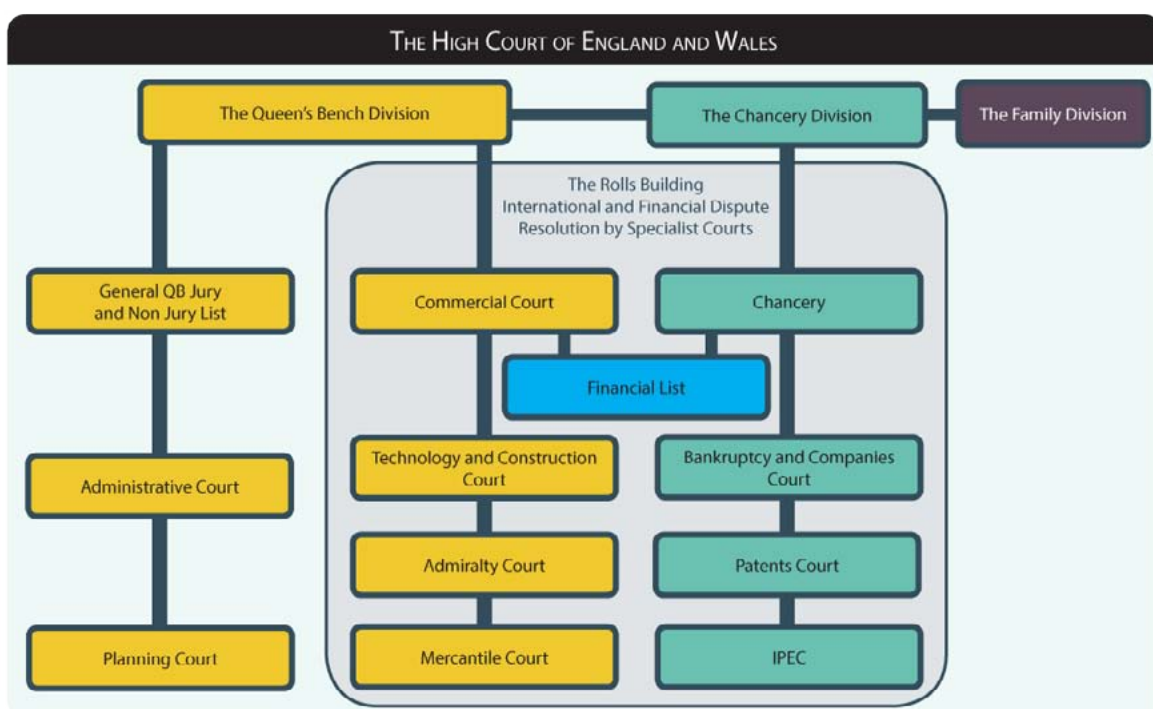 THE HIGH COURT OF ENGLAND AND WALES
The Queen's Bench Division
The Chancery Division
The Family Division
The Rolls Building
International and Financial Dispute
Resolution by Specialist Courts
General QB Jury
and Non Jury List
Commercial Court
Chancery
Financial List
Administrative Court
Technology and Construction
Court
Bankruptcy and Companies
Court
Admiralty Court
Patents Court
Planning Court
Mercantile Court
IPEC